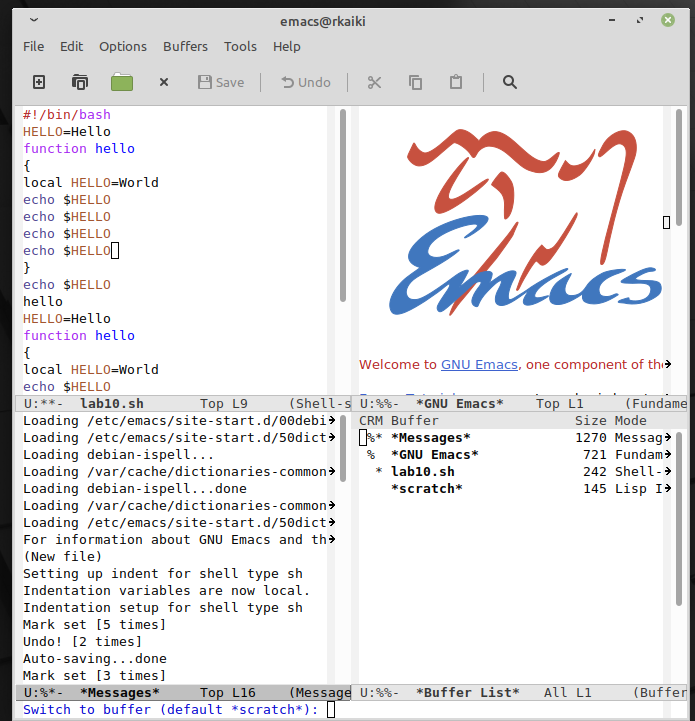 emacs@rkaiki
File Edit Options Buffers Tools Help
Save Undo
#!/bin/bash
HELLO=Hello
function hello
{
local HELLO=World
echo $HELLO
echo $HELLO
echo $HELLO
echo $HELLO
}
echo $HELLO
hello
HELLO=Hello
function hello
{
local HELLO=World
echo $HELLO
U:**-  lab10.sh       Top L9     (Shell-s
Emacs
Welcome to GNU Emacs, one component of the
U:%%-  *GNU Emacs*    Top L1     (Fundame
Loading /etc/emacs/site-start.d/00debi
Loading /etc/emacs/site-start.d/50dict
Loading debian-ispell...
Loading /var/cache/dictionaries-common
Loading debian-ispell...done
Loading /var/cache/dictionaries-common
Loading /etc/emacs/site-start.d/50dict
For information about GNU Emacs and th
(New file)
Setting up indent for shell type sh
Indentation variables are now local.
Indentation setup for shell type sh
Mark set [5 times]
Undo! [2 times]
Auto-saving...done
Mark set [3 times]
U:%*-  *Messages*     Top L16    (Message
CRM Buffer                 Size Mode
%* *Messages*              1270 Messag
%  *GNU Emacs*              721 Fundam
* lab10.sh                242 Shell-
*scratch*                145 Lisp I
U:%%-  *Buffer List*   All L1     (Buffer
Switch to buffer (default *scratch*):